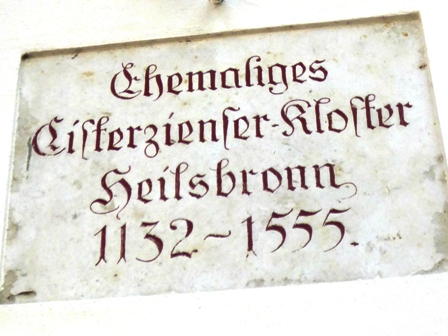 Ehemaliges
Ciſterzienſer-Kloſter
Heilsbronn
1132-1555.